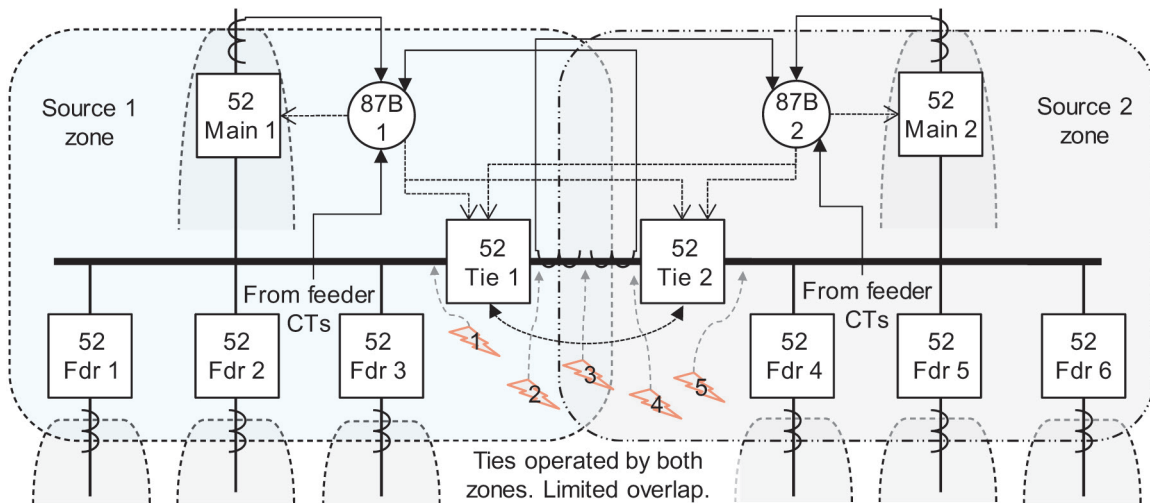 Source 1
zone
52
Main 1
87B
1
87B
2
52
Main 2
Source 2
zone
52
Tie 1
52
Tie 2
From feeder
CTs
From feeder
CTs
52
Fdr 1
52
Fdr 2
52
Fdr 3
1
2
3
4
5
52
Fdr 4
52
Fdr 5
52
Fdr 6
Ties operated by both
zones. Limited overlap.